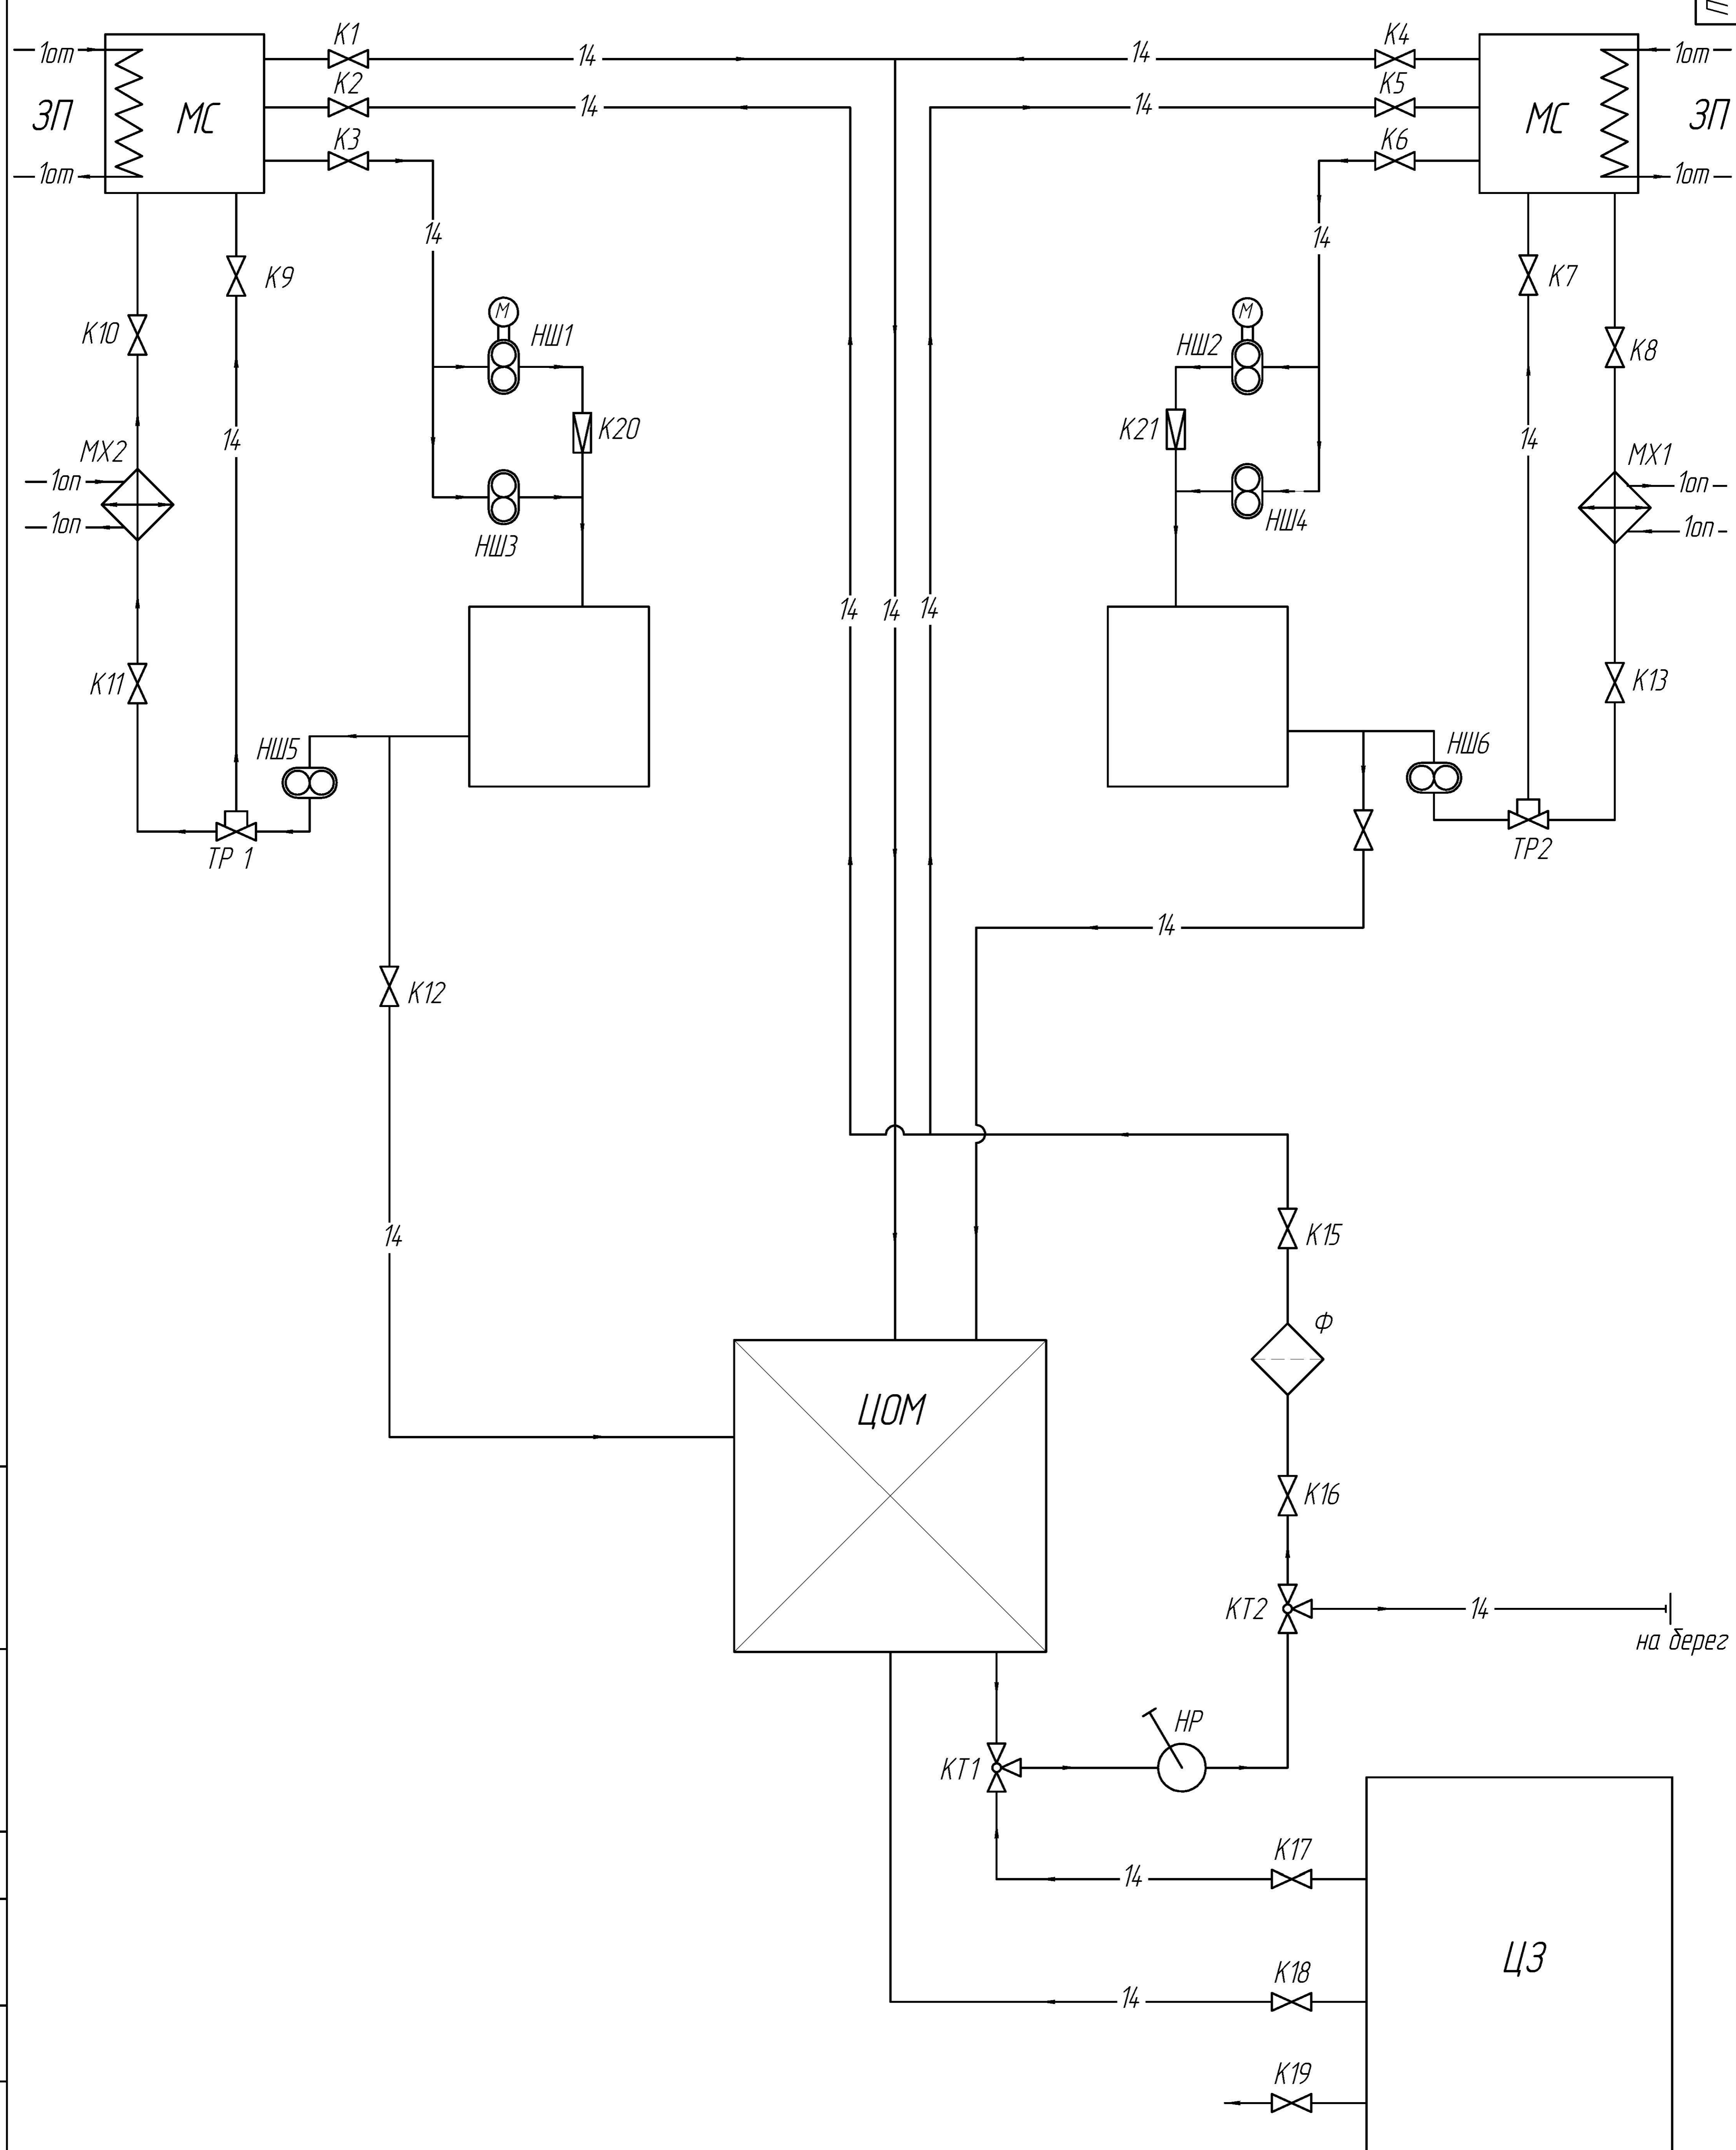 К1
К4
1от
14
14
1от
К2
К5
ЗП
МС
14
14
МС
ЗП
К3
К6
1от
1от
14
14
К9
К7
М
М
К10
НШ1
НШ2
К8
К20
К21
14
14
МХ2
МХ1
1оп
1оп
1оп
НШ4
1оп
НШ3
14
14
14
К11
К13
НШ5
НШ6
ТР 1
ТР2
14
К12
14
К15
Ф
ЦОМ
К16
КТ2
14
на берег
НР
КТ1
К17
14
К18
14
ЦЗ
К19